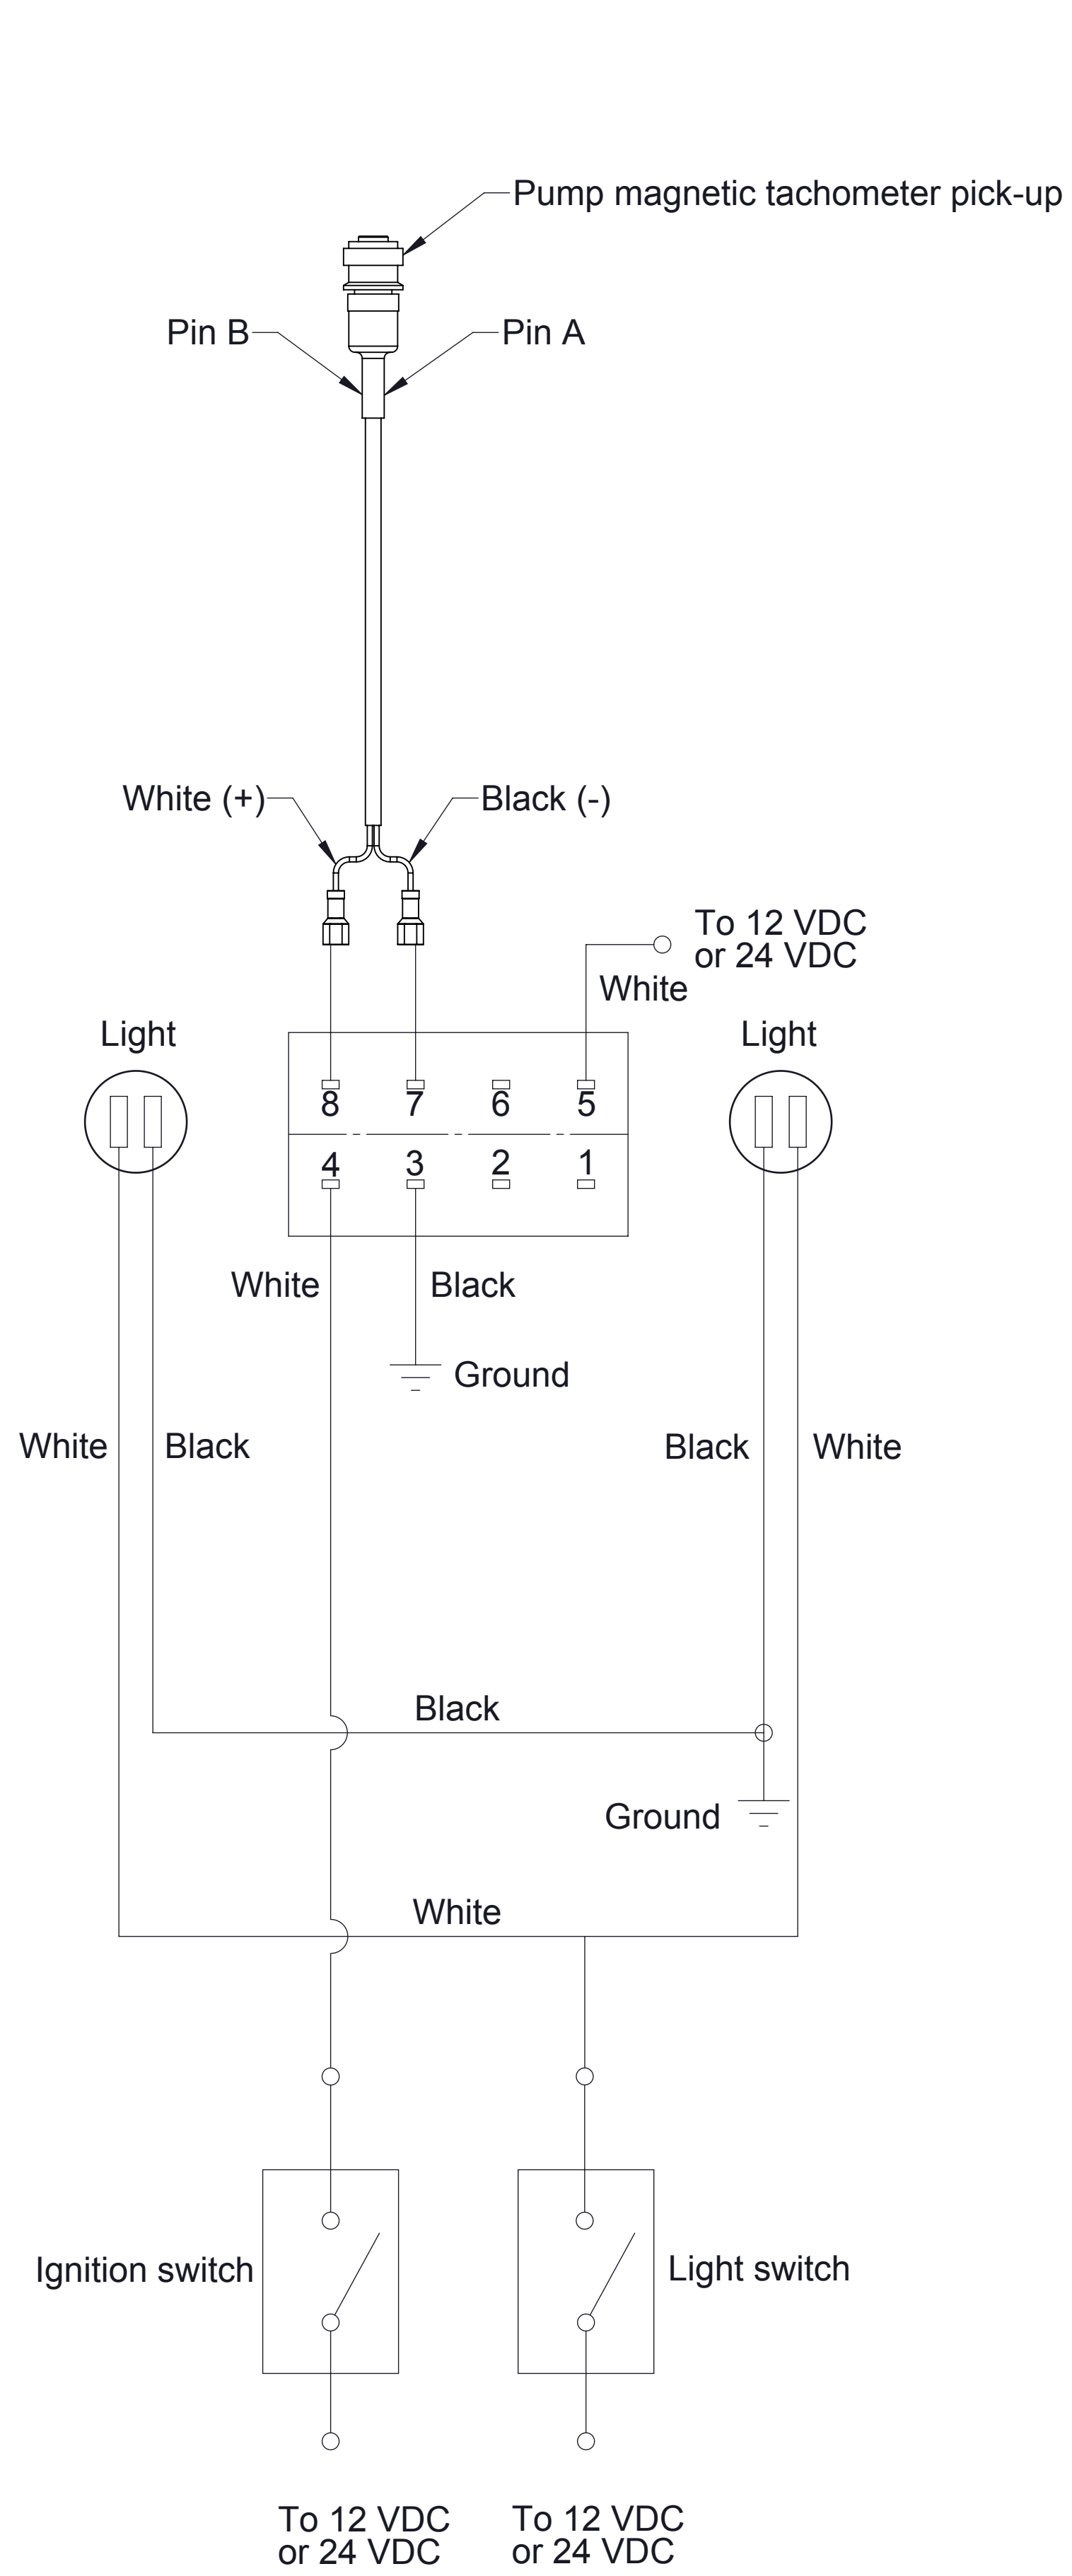 Pump magnetic tachometer pick-up
Pin B
Pin A
White (+)
Black (-)
To 12 VDC
or 24 VDC
White
Light
Light
8 7 6 5
4 3 2 1
White
Black
Ground
White
Black
Black
White
Black
Ground
White
Ignition switch
Light switch
To 12 VDC
or 24 VDC
To 12 VDC
or 24 VDC